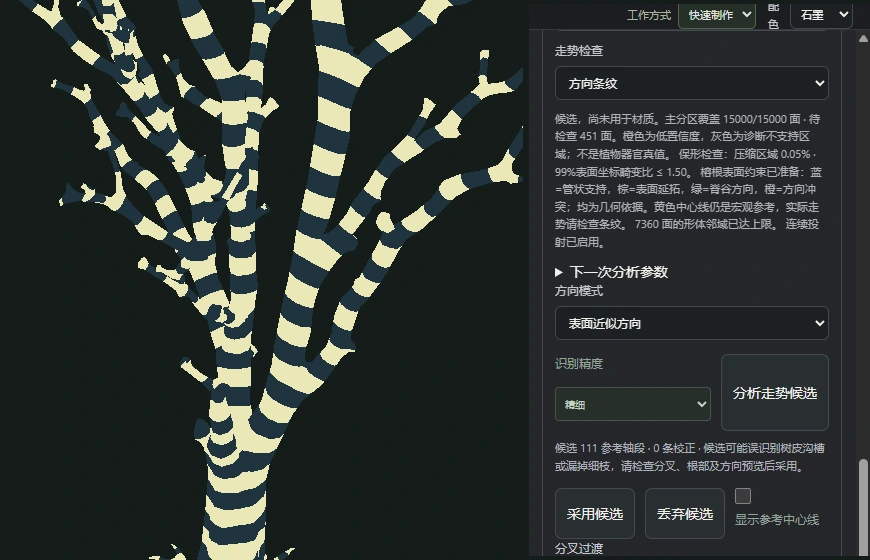 工作方式
快速制作
配色
石墨
走势检查
方向条纹
候选，尚未用于材质。主分区覆盖 15000/15000 面 · 待
检查 451 面。橙色为低置信度，灰色为诊断不支持区
域；不是植物器官真值。 保形检查：压缩区域 0.05% ·
99%表面坐标畸变比 ≤ 1.50。 榕根表面约束已准备：蓝
=管状支持，棕=表面延拓，绿=脊谷方向，橙=方向冲
突；均为几何依据。黄色中心线仍是宏观参考，实际走
势请检查条纹。 7360 面的形体邻域已达上限。 连续投
射已启用。
▶ 下一次分析参数
方向模式
表面近似方向
识别精度
精细
分析走势候选
候选 111 参考轴段 · 0 条校正 · 候选可能误识别树皮沟槽
或漏掉细枝，请检查分叉、根部及方向预览后采用。
采用候选
丢弃候选
显示参考中心线
分叉过渡